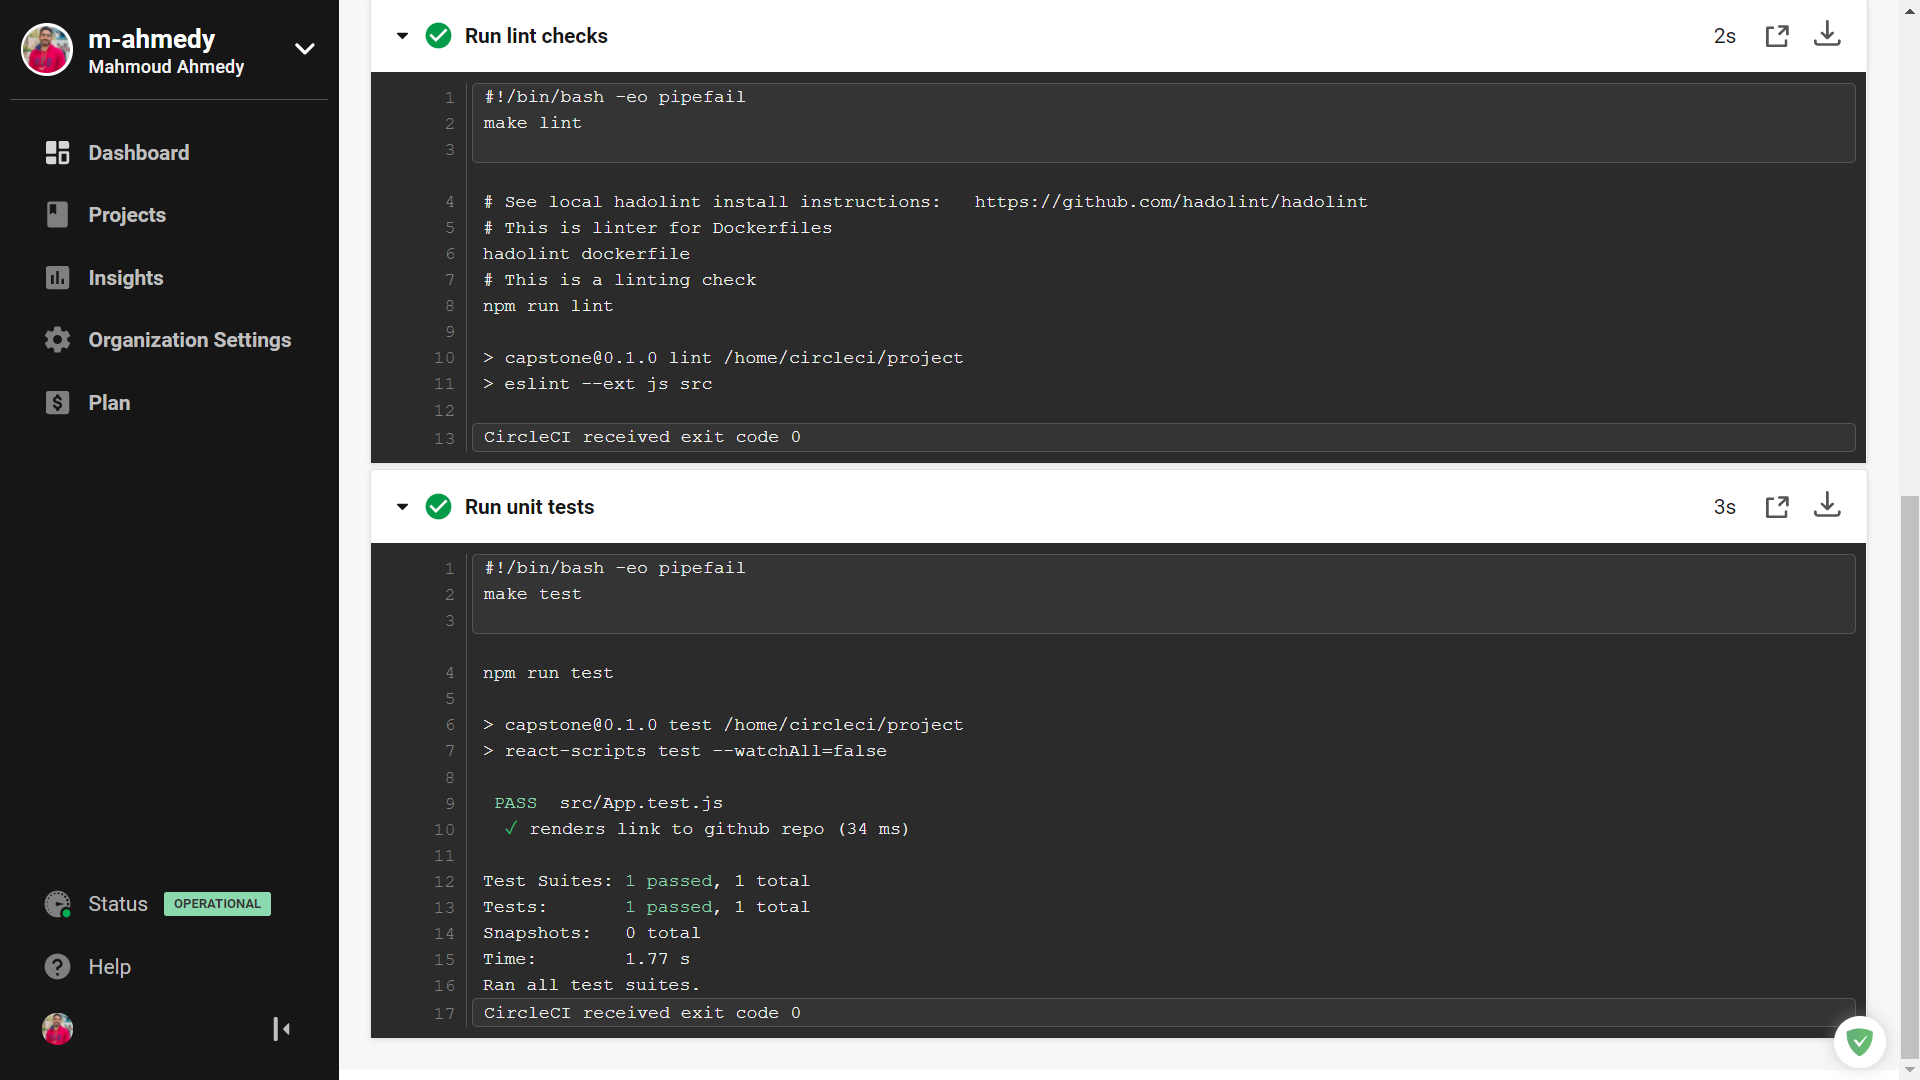 m-ahmedy
Mahmoud Ahmedy
Dashboard
Projects
Insights
Organization Settings
Plan
Status OPERATIONAL
Help
Run lint checks 2s
1 #!/bin/bash -eo pipefail
2 make lint
3
4 # See local hadolint install instructions:   https://github.com/hadolint/hadolint
5 # This is linter for Dockerfiles
6 hadolint dockerfile
7 # This is a linting check
8 npm run lint
9
10 > capstone@0.1.0 lint /home/circleci/project
11 > eslint --ext js src
12
13 CircleCI received exit code 0
Run unit tests 3s
1 #!/bin/bash -eo pipefail
2 make test
3
4 npm run test
5
6 > capstone@0.1.0 test /home/circleci/project
7 > react-scripts test --watchAll=false
8
9 PASS  src/App.test.js
10 ✓ renders link to github repo (34 ms)
11
12 Test Suites: 1 passed, 1 total
13 Tests:       1 passed, 1 total
14 Snapshots:   0 total
15 Time:        1.77 s
16 Ran all test suites.
17 CircleCI received exit code 0